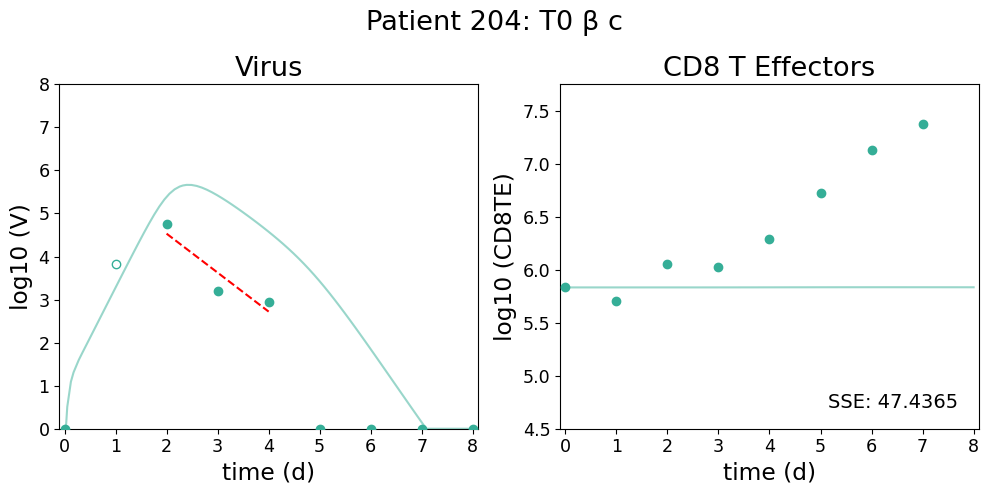 Patient 204: T0 β c
Virus
CD8 T Effectors
log10 (V)
8
7
6
5
4
3
2
1
0
0 1 2 3 4 5 6 7 8
time (d)
log10 (CD8TE)
7.5
7.0
6.5
6.0
5.5
5.0
4.5
SSE: 47.4365
0 1 2 3 4 5 6 7 8
time (d)